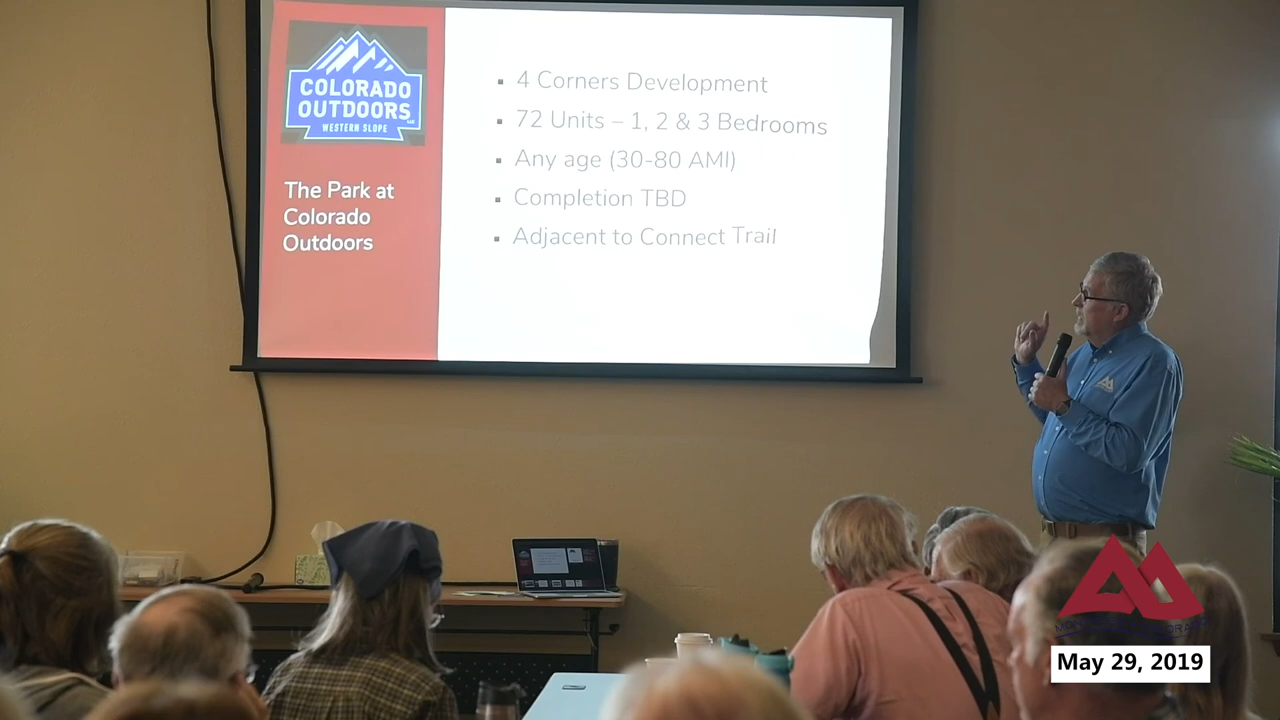 COLORADO
OUTDOORS
WESTERN SLOPE
The Park at
Colorado
Outdoors
4 Corners Development
72 Units – 1, 2 & 3 Bedrooms
Any age (30-80 AMI)
Completion TBD
Adjacent to Connect Trail
May 29, 2019